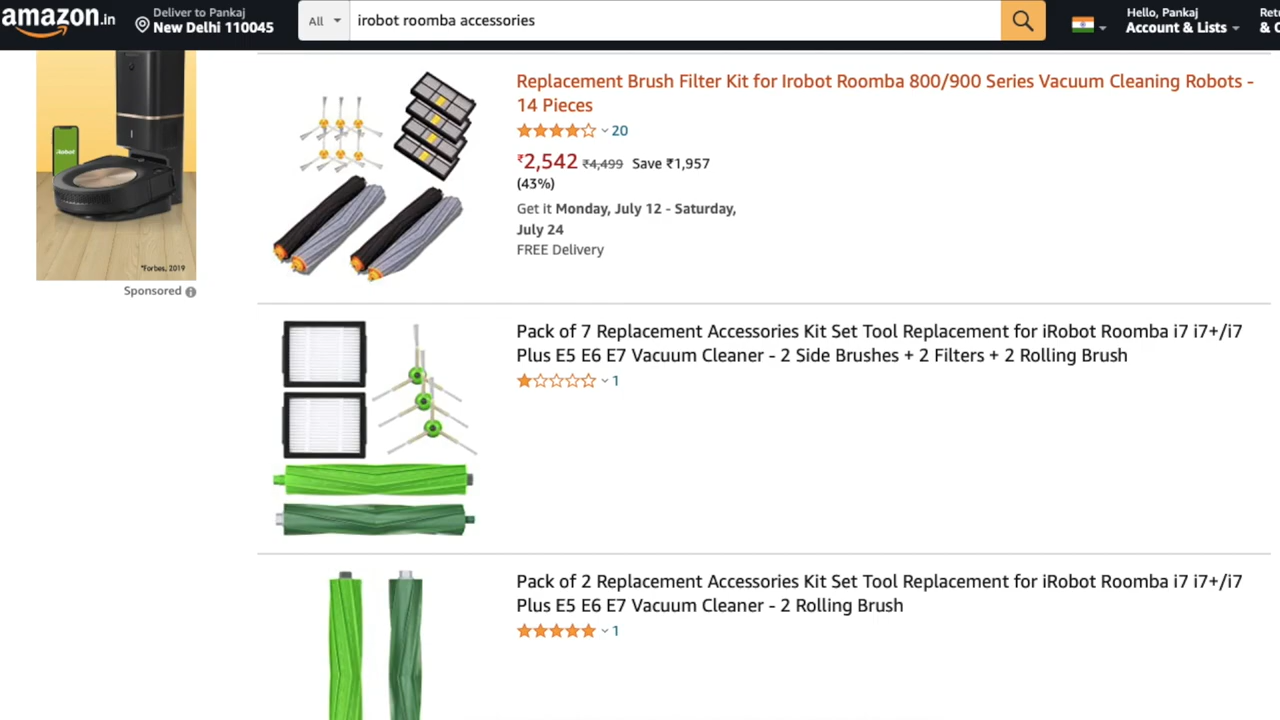 amazon.in
Deliver to Pankaj
New Delhi 110045
All
irobot roomba accessories
Hello, Pankaj
Account & Lists
Ret
& O
*Forbes, 2019
Sponsored
Replacement Brush Filter Kit for Irobot Roomba 800/900 Series Vacuum Cleaning Robots -
14 Pieces
20
₹2,542 ₹4,499 Save ₹1,957
(43%)
Get it Monday, July 12 - Saturday,
July 24
FREE Delivery
Pack of 7 Replacement Accessories Kit Set Tool Replacement for iRobot Roomba i7 i7+/i7
Plus E5 E6 E7 Vacuum Cleaner - 2 Side Brushes + 2 Filters + 2 Rolling Brush
1
Pack of 2 Replacement Accessories Kit Set Tool Replacement for iRobot Roomba i7 i7+/i7
Plus E5 E6 E7 Vacuum Cleaner - 2 Rolling Brush
1